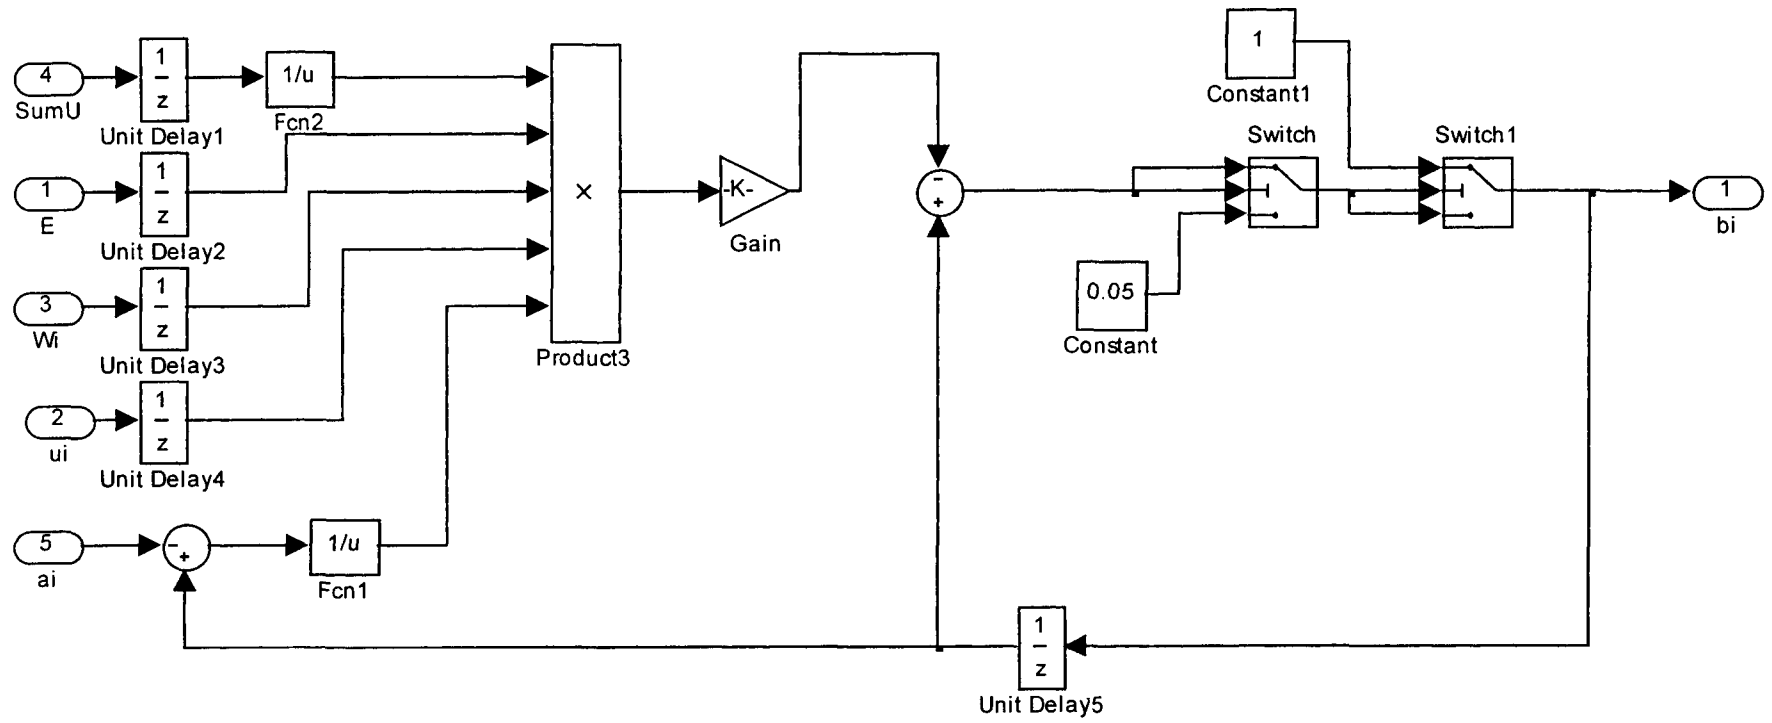 4
SumU
1
z
Unit Delay1
1/u
Fcn2
1
E
1
z
Unit Delay2
3
Wi
1
z
Unit Delay3
2
ui
1
z
Unit Delay4
5
ai
-
+
1/u
Fcn1
×
Product3
-K-
Gain
-
+
1
Constant1
Switch
Switch1
0.05
Constant
1
bi
1
z
Unit Delay5